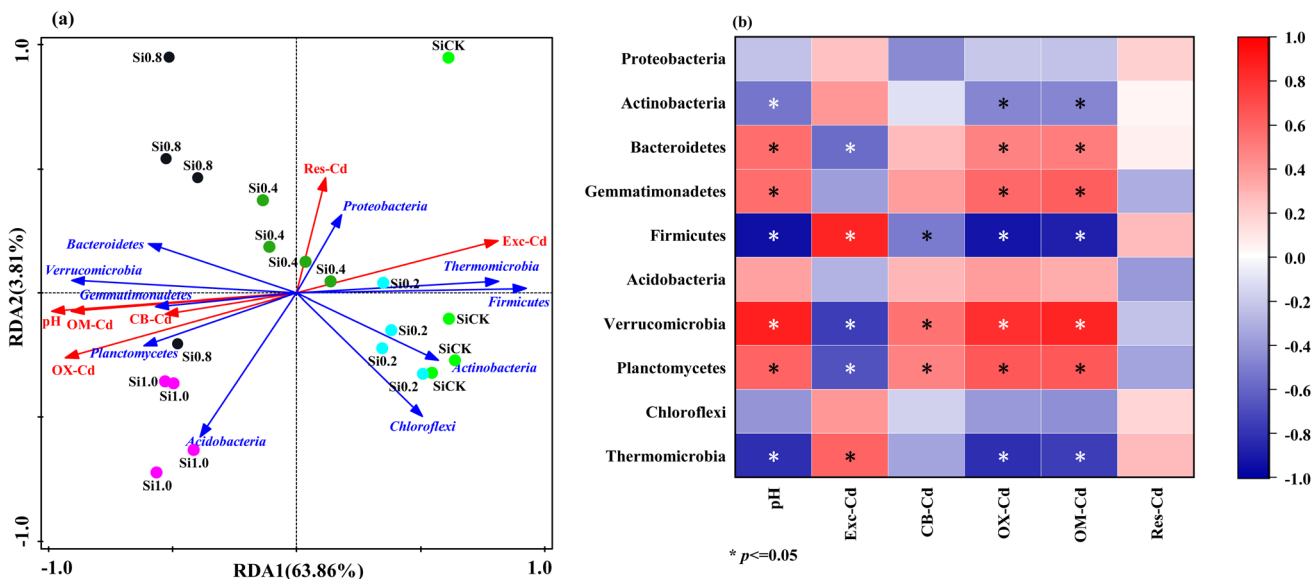 (a)
1.0
-1.0
RDA2(3.81%)
-1.0
RDA1(63.86%)
1.0
Si0.8
SiCK
Si0.8
Si0.8
Res-Cd
Si0.4
Proteobacteria
Bacteroidetes
Si0.4
Exc-Cd
Si0.4
Si0.4
Thermomicrobia
Verrucomicrobia
Si0.2
Gemmatimonadetes
Firmicutes
pH
OM-Cd
CB-Cd
SiCK
Si0.2
Planctomycetes
Si0.8
Si0.2
SiCK
OX-Cd
Actinobacteria
Si1.0
Si0.2
SiCK
Si1.0
Chloroflexi
Acidobacteria
Si1.0
Si1.0
(b)
Proteobacteria
Actinobacteria
* * *
Bacteroidetes
* * * *
Gemmatimonadetes
* * *
Firmicutes
* * * * *
Acidobacteria
Verrucomicrobia
* * * * *
Planctomycetes
* * * * *
Chloroflexi
Thermomicrobia
* * * *
pH
Exc-Cd
CB-Cd
OX-Cd
OM-Cd
Res-Cd
* p<=0.05
1.0
0.8
0.6
0.4
0.2
0.0
-0.2
-0.4
-0.6
-0.8
-1.0